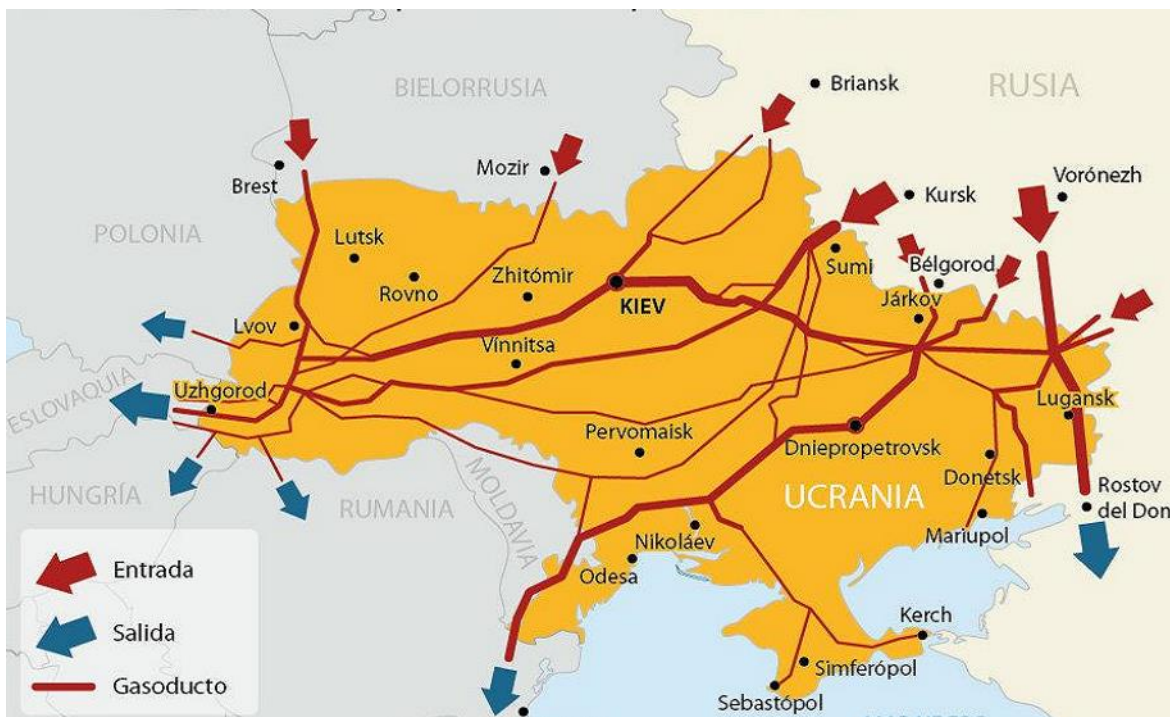 BIELORRUSIA
Briansk
RUSIA
Brest
Mozir
Kursk
Vorónezh
POLONIA
Lutsk
Rovno
Zhitómir
KIEV
Sumi
Bélgorod
Járkov
Lvov
Vínnitsa
ESLOVAQUIA
Uzhgorod
Lugansk
Pervomaisk
Dniepropetrovsk
HUNGRÍA
RUMANIA
MOLDAVIA
UCRANIA
Donetsk
Rostov
del Don
Mariupol
Nikoláev
Odesa
Kerch
Simferópol
Sebastópol
Entrada
Salida
Gasoducto